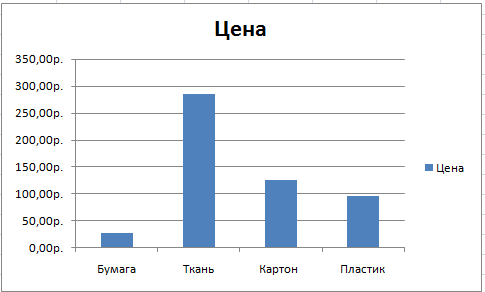 Цена
350,00р.
300,00р.
250,00р.
200,00р.
150,00р.
100,00р.
50,00р.
0,00р.
Бумага Ткань Картон Пластик
Цена